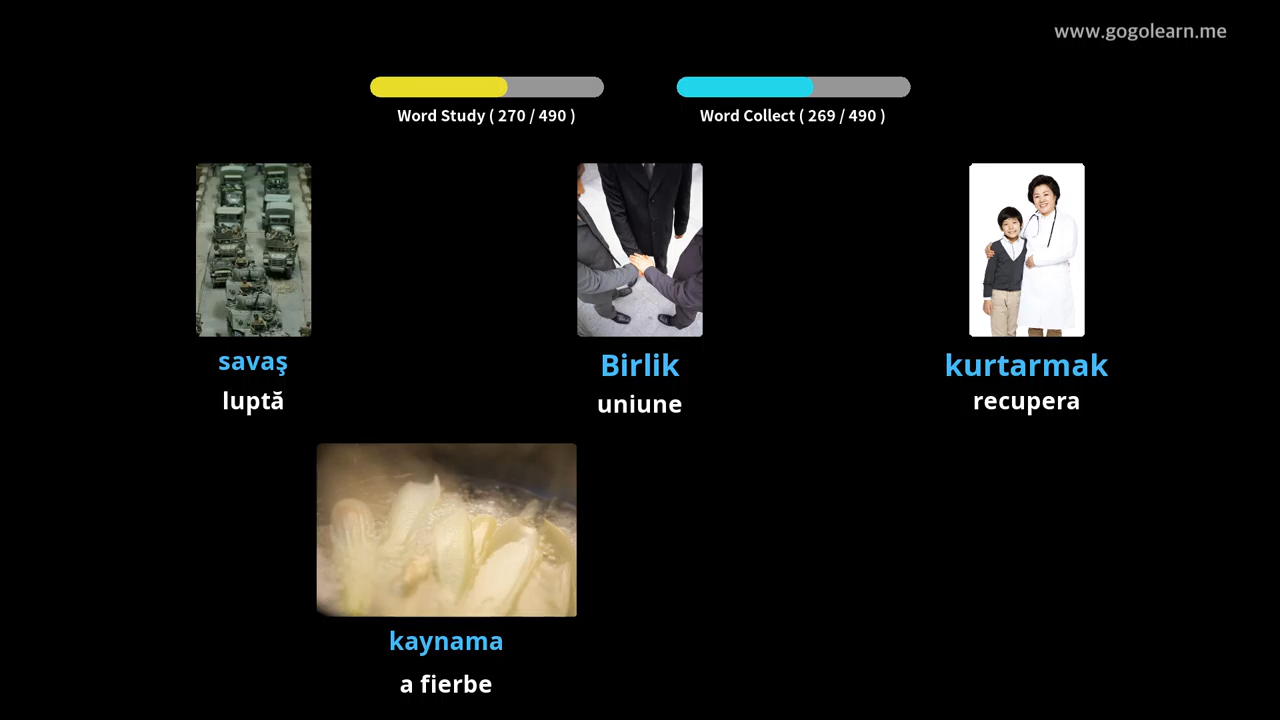 www.gogolearn.me
Word Study ( 270 / 490 )
Word Collect ( 269 / 490 )
savaş
luptă
Birlik
uniune
kurtarmak
recupera
kaynama
a fierbe